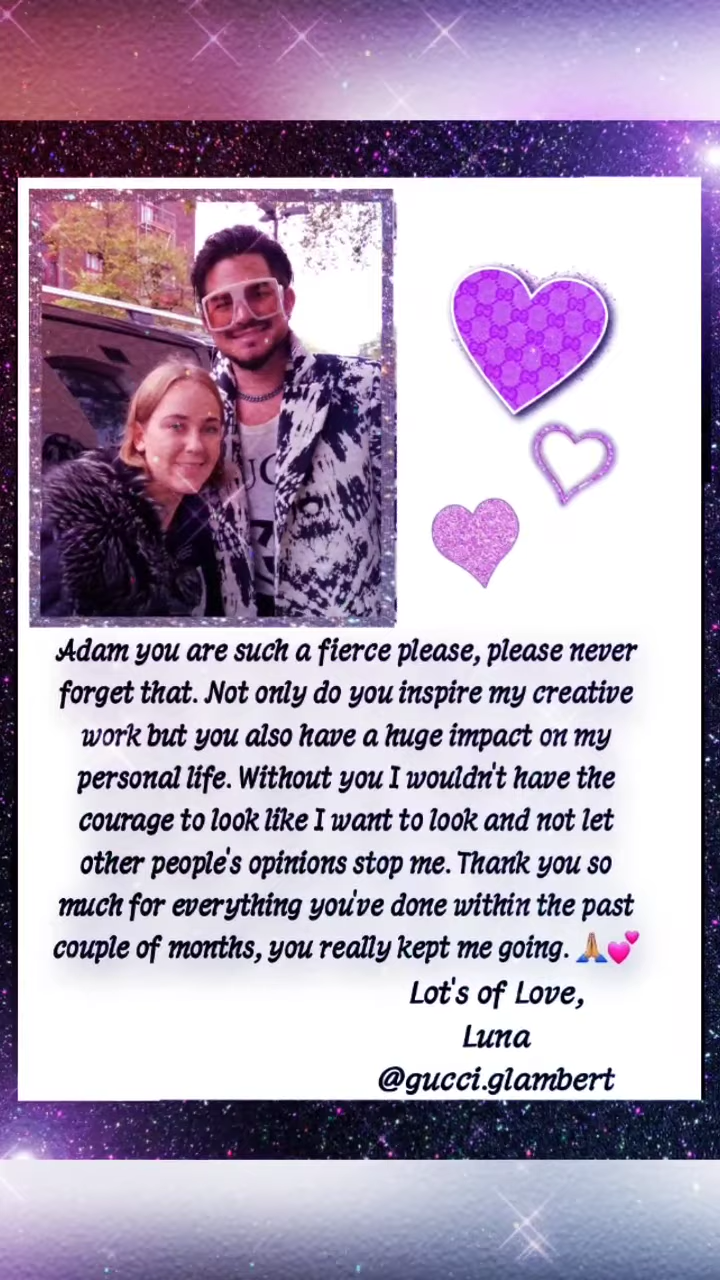 Adam you are such a fierce please, please never
forget that. Not only do you inspire my creative
work but you also have a huge impact on my
personal life. Without you I wouldn't have the
courage to look like I want to look and not let
other people's opinions stop me. Thank you so
much for everything you've done within the past
couple of months, you really kept me going. 🙏💕
Lot's of Love,
Luna
@gucci.glambert